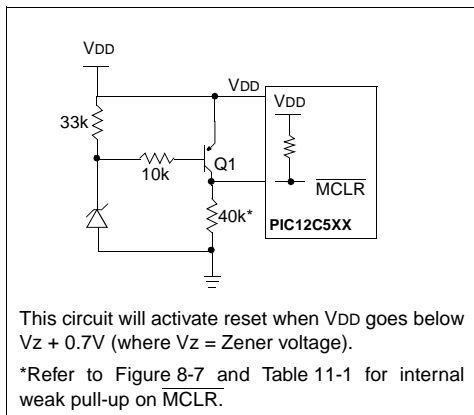 VDD
VDD
VDD
33k
Q1
10k
MCLR
40k*
PIC12C5XX
This circuit will activate reset when VDD goes below
Vz + 0.7V (where Vz = Zener voltage).
*Refer to Figure 8-7 and Table 11-1 for internal
weak pull-up on MCLR.